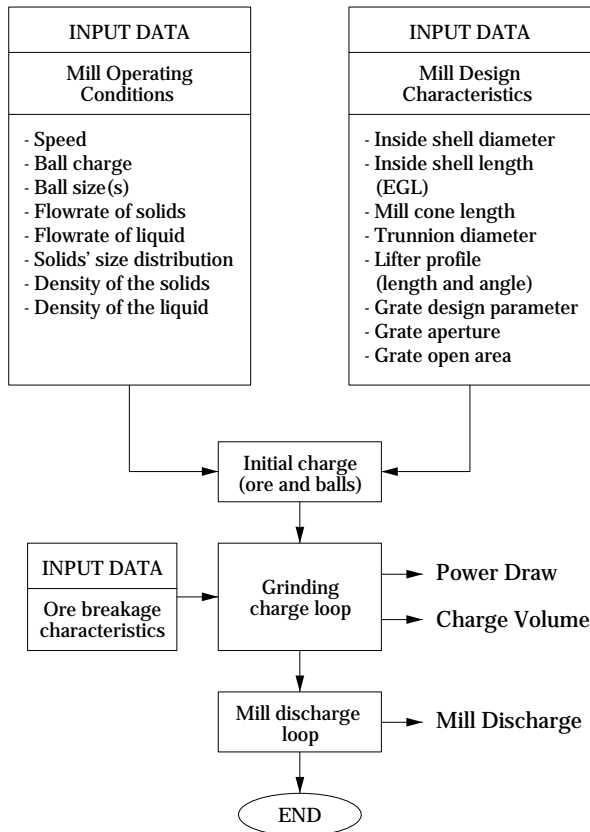 INPUT DATA
Mill Operating
Conditions
- Speed
- Ball charge
- Ball size(s)
- Flowrate of solids
- Flowrate of liquid
- Solids' size distribution
- Density of the solids
- Density of the liquid
INPUT DATA
Mill Design
Characteristics
- Inside shell diameter
- Inside shell length
(EGL)
- Mill cone length
- Trunnion diameter
- Lifter profile
(length and angle)
- Grate design parameter
- Grate aperture
- Grate open area
Initial charge
(ore and balls)
INPUT DATA
Ore breakage
characteristics
Grinding
charge loop
Power Draw
Charge Volume
Mill discharge
loop
Mill Discharge
END